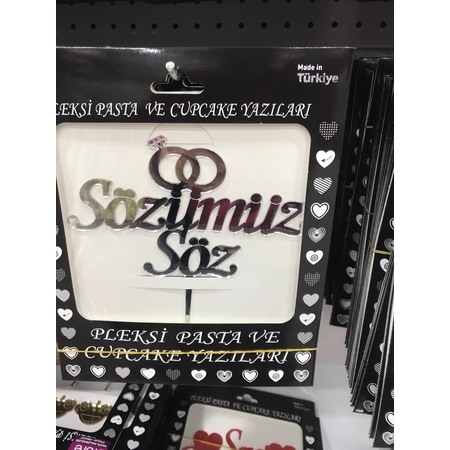 Made in
Türkiye
PLEKSİ PASTA VE CUPCAKE YAZILARI
Sözümüz
Söz
PLEKSİ PASTA VE
CUPCAKE YAZILARI
PLEKSİ PASTA VE CUPCAKE YAZILARI